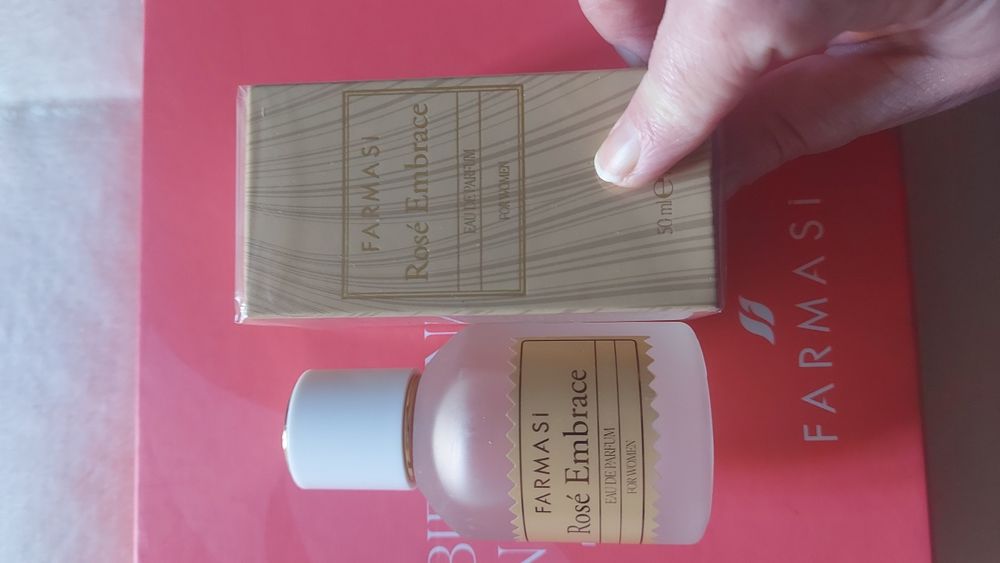 FARMASİ
Rosé Embrace
EAU DE PARFUM
FOR WOMEN
50 ml e
FARMASİ
Rosé Embrace
EAU DE PARFUM
FOR WOMEN
FARMASİ